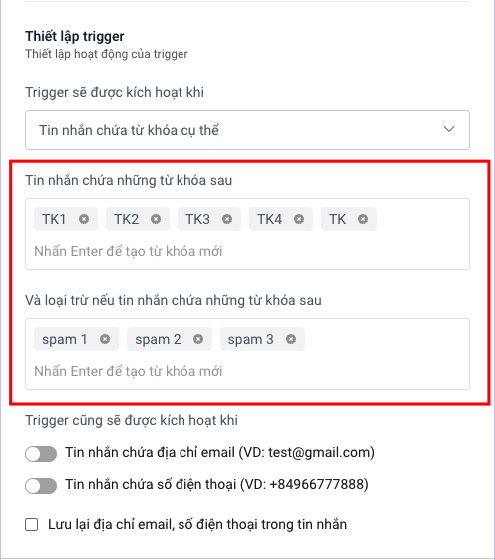 Thiết lập trigger
Thiết lập hoạt động của trigger
Trigger sẽ được kích hoạt khi
Tin nhắn chứa từ khóa cụ thể
Tin nhắn chứa những từ khóa sau
TK1 TK2 TK3 TK4 TK
Nhấn Enter để tạo từ khóa mới
Và loại trừ nếu tin nhắn chứa những từ khóa sau
spam 1 spam 2 spam 3
Nhấn Enter để tạo từ khóa mới
Trigger cũng sẽ được kích hoạt khi
Tin nhắn chứa địa chỉ email (VD: test@gmail.com)
Tin nhắn chứa số điện thoại (VD: +84966777888)
Lưu lại địa chỉ email, số điện thoại trong tin nhắn